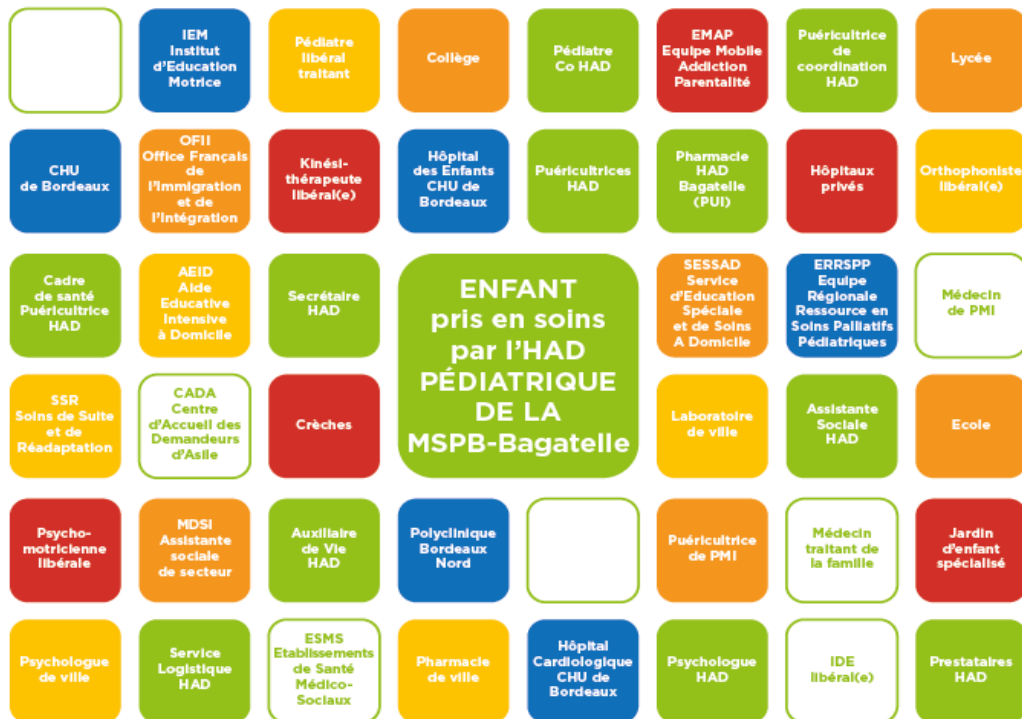 IEM
Institut
d'Education
Motrice
Pédiatre
libéral
traitant
Collège
Pédiatre
Co HAD
EMAP
Equipe Mobile
Addiction
Parentalité
Puéricultrice
de
coordination
HAD
Lycée
CHU
de Bordeaux
OFII
Office Français
de
l'Immigration
et de
l'Intégration
Kinési-
thérapeute
libéral(e)
Hôpital
des Enfants
CHU de
Bordeaux
Puéricultrices
HAD
Pharmacie
HAD
Bagatelle
(PUI)
Hôpitaux
privés
Orthophoniste
libéral(e)
Cadre
de santé
Puéricultrice
HAD
AEID
Aide
Educative
Intensive
à Domicile
Secrétaire
HAD
ENFANT
pris en soins
par l'HAD
PÉDIATRIQUE
DE LA
MSPB-Bagatelle
SESSAD
Service
d'Education
Spéciale
et de Soins
A Domicile
ERRSPP
Equipe
Régionale
Ressource en
Soins Palliatifs
Pédiatriques
Médecin
de PMI
SSR
Soins de Suite
et de
Réadaptation
CADA
Centre
d'Accueil des
Demandeurs
d'Asile
Crèches
Laboratoire
de ville
Assistante
Sociale
HAD
Ecole
Psycho-
motricienne
libérale
MDSI
Assistante
sociale
de secteur
Auxiliaire
de Vie
HAD
Polyclinique
Bordeaux
Nord
Puéricultrice
de PMI
Médecin
traitant de
la famille
Jardin
d'enfant
spécialisé
Psychologue
de ville
Service
Logistique
HAD
ESMS
Etablissements
de Santé
Médico-
Sociaux
Pharmacie
de ville
Hôpital
Cardiologique
CHU de
Bordeaux
Psychologue
HAD
IDE
libéral(e)
Prestataires
HAD